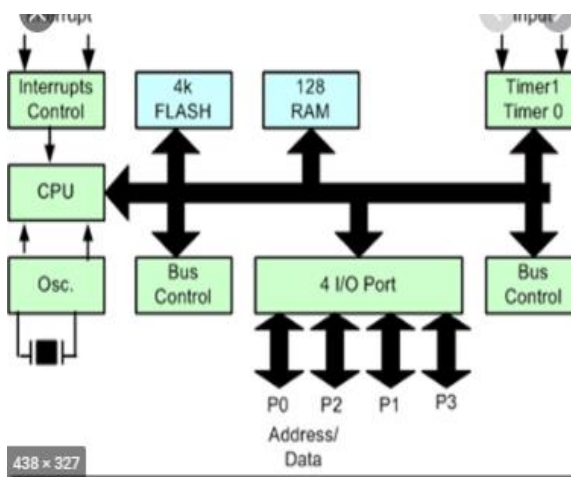 Interrupts
Control
4k
FLASH
128
RAM
Timer1
Timer 0
CPU
Osc.
Bus
Control
4 I/O Port
Bus
Control
P0
P2
P1
P3
Address/
Data
438 × 327